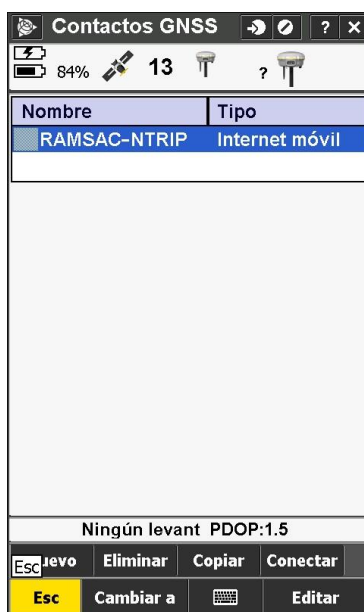 Contactos GNSS ? X
84% 13 ?
Nombre Tipo
RAMSAC-NTRIP Internet móvil
Ningún levant PDOP:1.5
Esc uevo Eliminar Copiar Conectar
Esc Cambiar a Editar